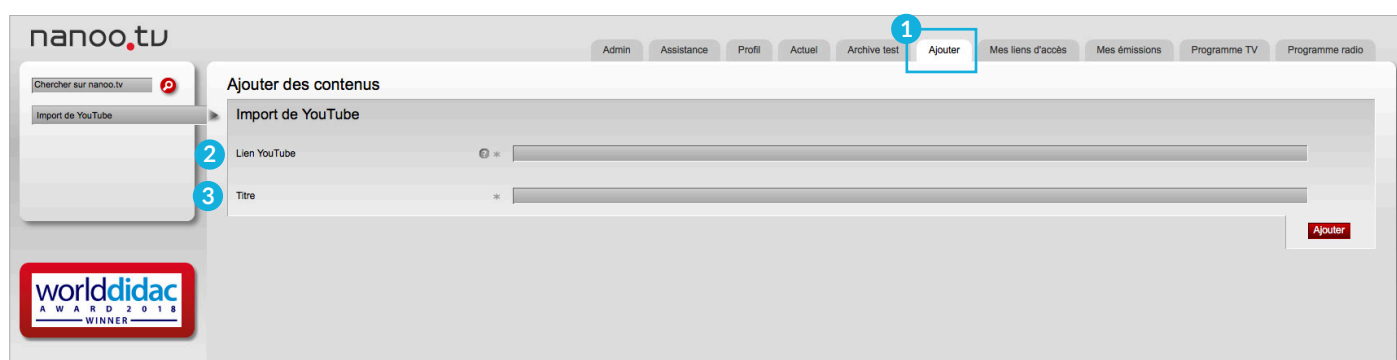 nanoo.tv
1
Admin Assistance Profil Actuel Archive test Ajouter Mes liens d'accès Mes émissions Programme TV Programme radio
Chercher sur nanoo.tv
Import de YouTube
Ajouter des contenus
Import de YouTube
2 Lien YouTube ? *
3 Titre *
Ajouter
worlddidac
AWARD 2018
WINNER